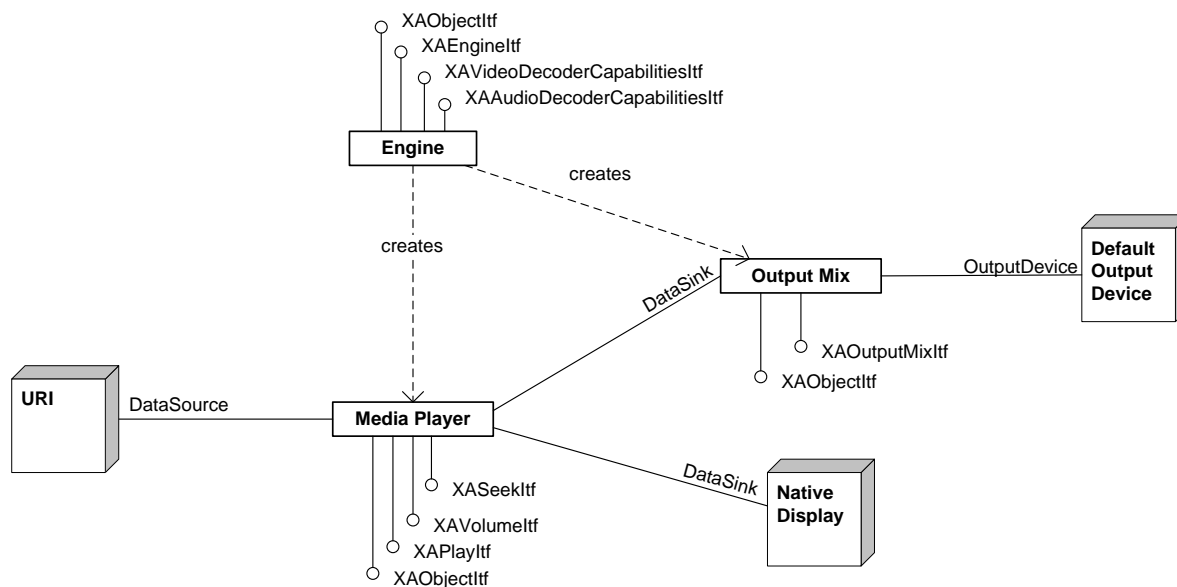 XAObjectItf
XAEngineItf
XAVideoDecoderCapabilitiesItf
XAAudioDecoderCapabilitiesItf
Engine
creates
creates
DataSink
Output Mix
OutputDevice
Default
Output
Device
XAOutputMixItf
XAObjectItf
URI
DataSource
Media Player
DataSink
Native
Display
XASeekItf
XAVolumeItf
XAPlayItf
XAObjectItf